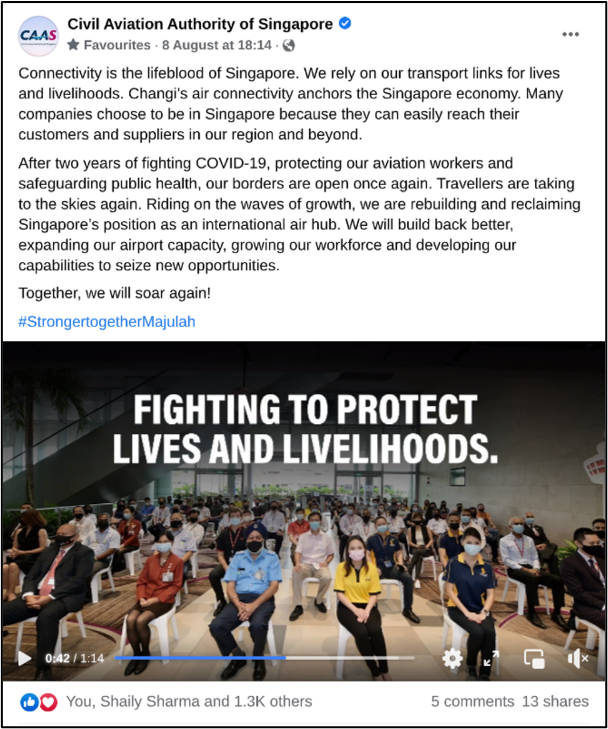 CAAS
Civil Aviation Authority of Singapore
Favourites · 8 August at 18:14 ·
Connectivity is the lifeblood of Singapore. We rely on our transport links for lives
and livelihoods. Changi's air connectivity anchors the Singapore economy. Many
companies choose to be in Singapore because they can easily reach their
customers and suppliers in our region and beyond.
After two years of fighting COVID-19, protecting our aviation workers and
safeguarding public health, our borders are open once again. Travellers are taking
to the skies again. Riding on the waves of growth, we are rebuilding and reclaiming
Singapore's position as an international air hub. We will build back better,
expanding our airport capacity, growing our workforce and developing our
capabilities to seize new opportunities.
Together, we will soar again!
#StrongertogetherMajulah
FIGHTING TO PROTECT
LIVES AND LIVELIHOODS.
0:42 / 1:14
You, Shaily Sharma and 1.3K others 5 comments 13 shares